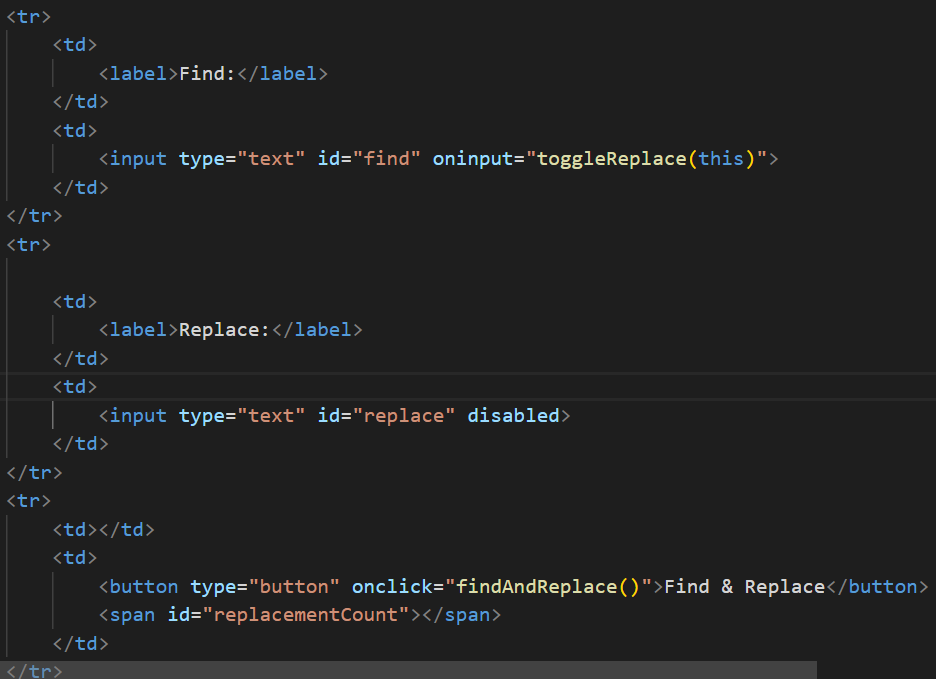 <tr>
    <td>
        <label>Find:</label>
    </td>
    <td>
        <input type="text" id="find" oninput="toggleReplace(this)">
    </td>
</tr>
<tr>

    <td>
        <label>Replace:</label>
    </td>
    <td>
        <input type="text" id="replace" disabled>
    </td>
</tr>
<tr>
    <td></td>
    <td>
        <button type="button" onclick="findAndReplace()">Find & Replace</button>
        <span id="replacementCount"></span>
    </td>
</tr>